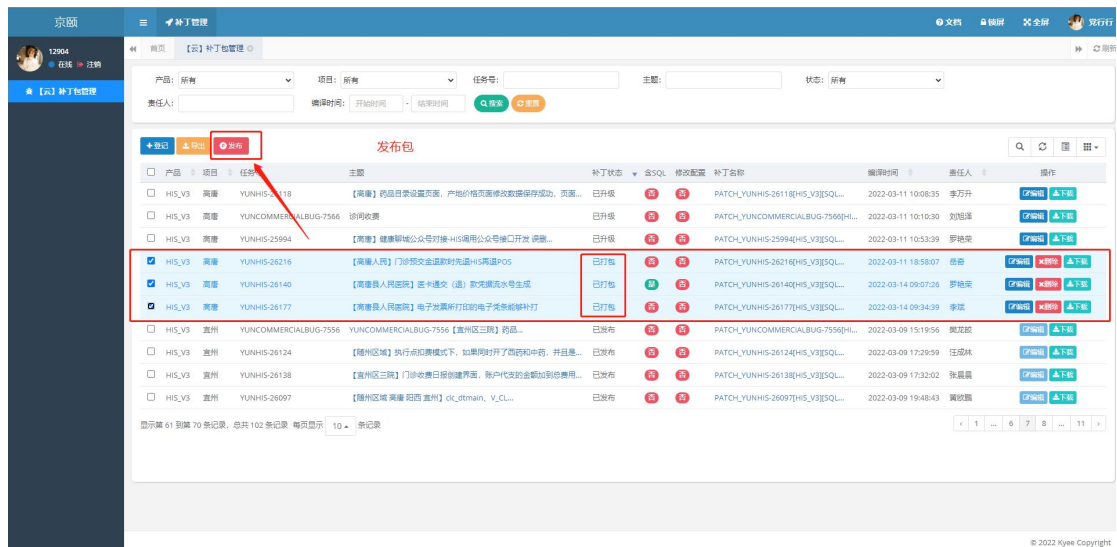 京颐 ☰ 补丁管理 文档 锁屏 全屏 党行行
12904
在线 注销
首页 【云】补丁包管理 刷新
【云】补丁包管理
产品: 所有 项目: 所有 任务号: 主题: 状态: 所有
责任人: 编译时间: 开始时间 - 结束时间 搜索 重置
登记 导出 发布 发布包
产品 项目 任务号 主题 补丁状态 含SQL 修改配置 补丁名称 编译时间 责任人 操作
HIS_V3 高唐 YUNHIS-26118 【高唐】药品目录设置页面,产地价格页面修改数据保存成功,页面... 已升级 否 否 PATCH_YUNHIS-26118[HIS_V3][SQL... 2022-03-11 10:08:35 李万升 编辑 下载
HIS_V3 高唐 YUNCOMMERCIALBUG-7566 诊间收费 已升级 否 否 PATCH_YUNCOMMERCIALBUG-7566[HI... 2022-03-11 10:10:30 刘旭泽 编辑 下载
HIS_V3 高唐 YUNHIS-25994 【高唐】健康聊城公众号对接-HIS调用公众号接口开发 误删... 已升级 否 否 PATCH_YUNHIS-25994[HIS_V3][SQL... 2022-03-11 10:53:39 罗艳荣 编辑 下载
HIS_V3 高唐 YUNHIS-26216 【高唐人民】门诊预交金退款时先退HIS再退POS 已打包 否 否 PATCH_YUNHIS-26216[HIS_V3][SQL... 2022-03-11 18:58:07 岳奇 编辑 删除 下载
HIS_V3 高唐 YUNHIS-26140 【高唐县人民医院】医卡通交(退)款凭据流水号生成 已打包 是 否 PATCH_YUNHIS-26140[HIS_V3][SQL... 2022-03-14 09:07:26 罗艳荣 编辑 删除 下载
HIS_V3 高唐 YUNHIS-26177 【高唐县人民医院】电子发票所打印的电子凭条能够补打 已打包 否 否 PATCH_YUNHIS-26177[HIS_V3][SQL... 2022-03-14 09:34:39 李斌 编辑 删除 下载
HIS_V3 宜州 YUNCOMMERCIALBUG-7556 YUNCOMMERCIALBUG-7556【宜州区三院】药品... 已发布 否 否 PATCH_YUNCOMMERCIALBUG-7556[HI... 2022-03-09 15:19:56 樊龙皎 编辑 下载
HIS_V3 宜州 YUNHIS-26124 【随州区域】执行点扣费模式下,如果同时开了西药和中药,并且是... 已发布 否 否 PATCH_YUNHIS-26124[HIS_V3][SQL... 2022-03-09 17:29:59 汪成林 编辑 下载
HIS_V3 宜州 YUNHIS-26138 【宜州区三院】门诊收费日报创建界面,账户代支的金额加到总费用... 已发布 否 否 PATCH_YUNHIS-26138[HIS_V3][SQL... 2022-03-09 17:32:02 张晨晨 编辑 下载
HIS_V3 宜州 YUNHIS-26097 【随州区域 高唐 阳西 宜州】clc_dtmain、V_CL... 已发布 否 否 PATCH_YUNHIS-26097[HIS_V3][SQL... 2022-03-09 19:48:43 黄欧巍 编辑 下载
显示第 61 到第 70 条记录,总共 102 条记录 每页显示 10 条记录 ‹ 1 ... 6 7 8 ... 11 ›
© 2022 Kyee Copyright